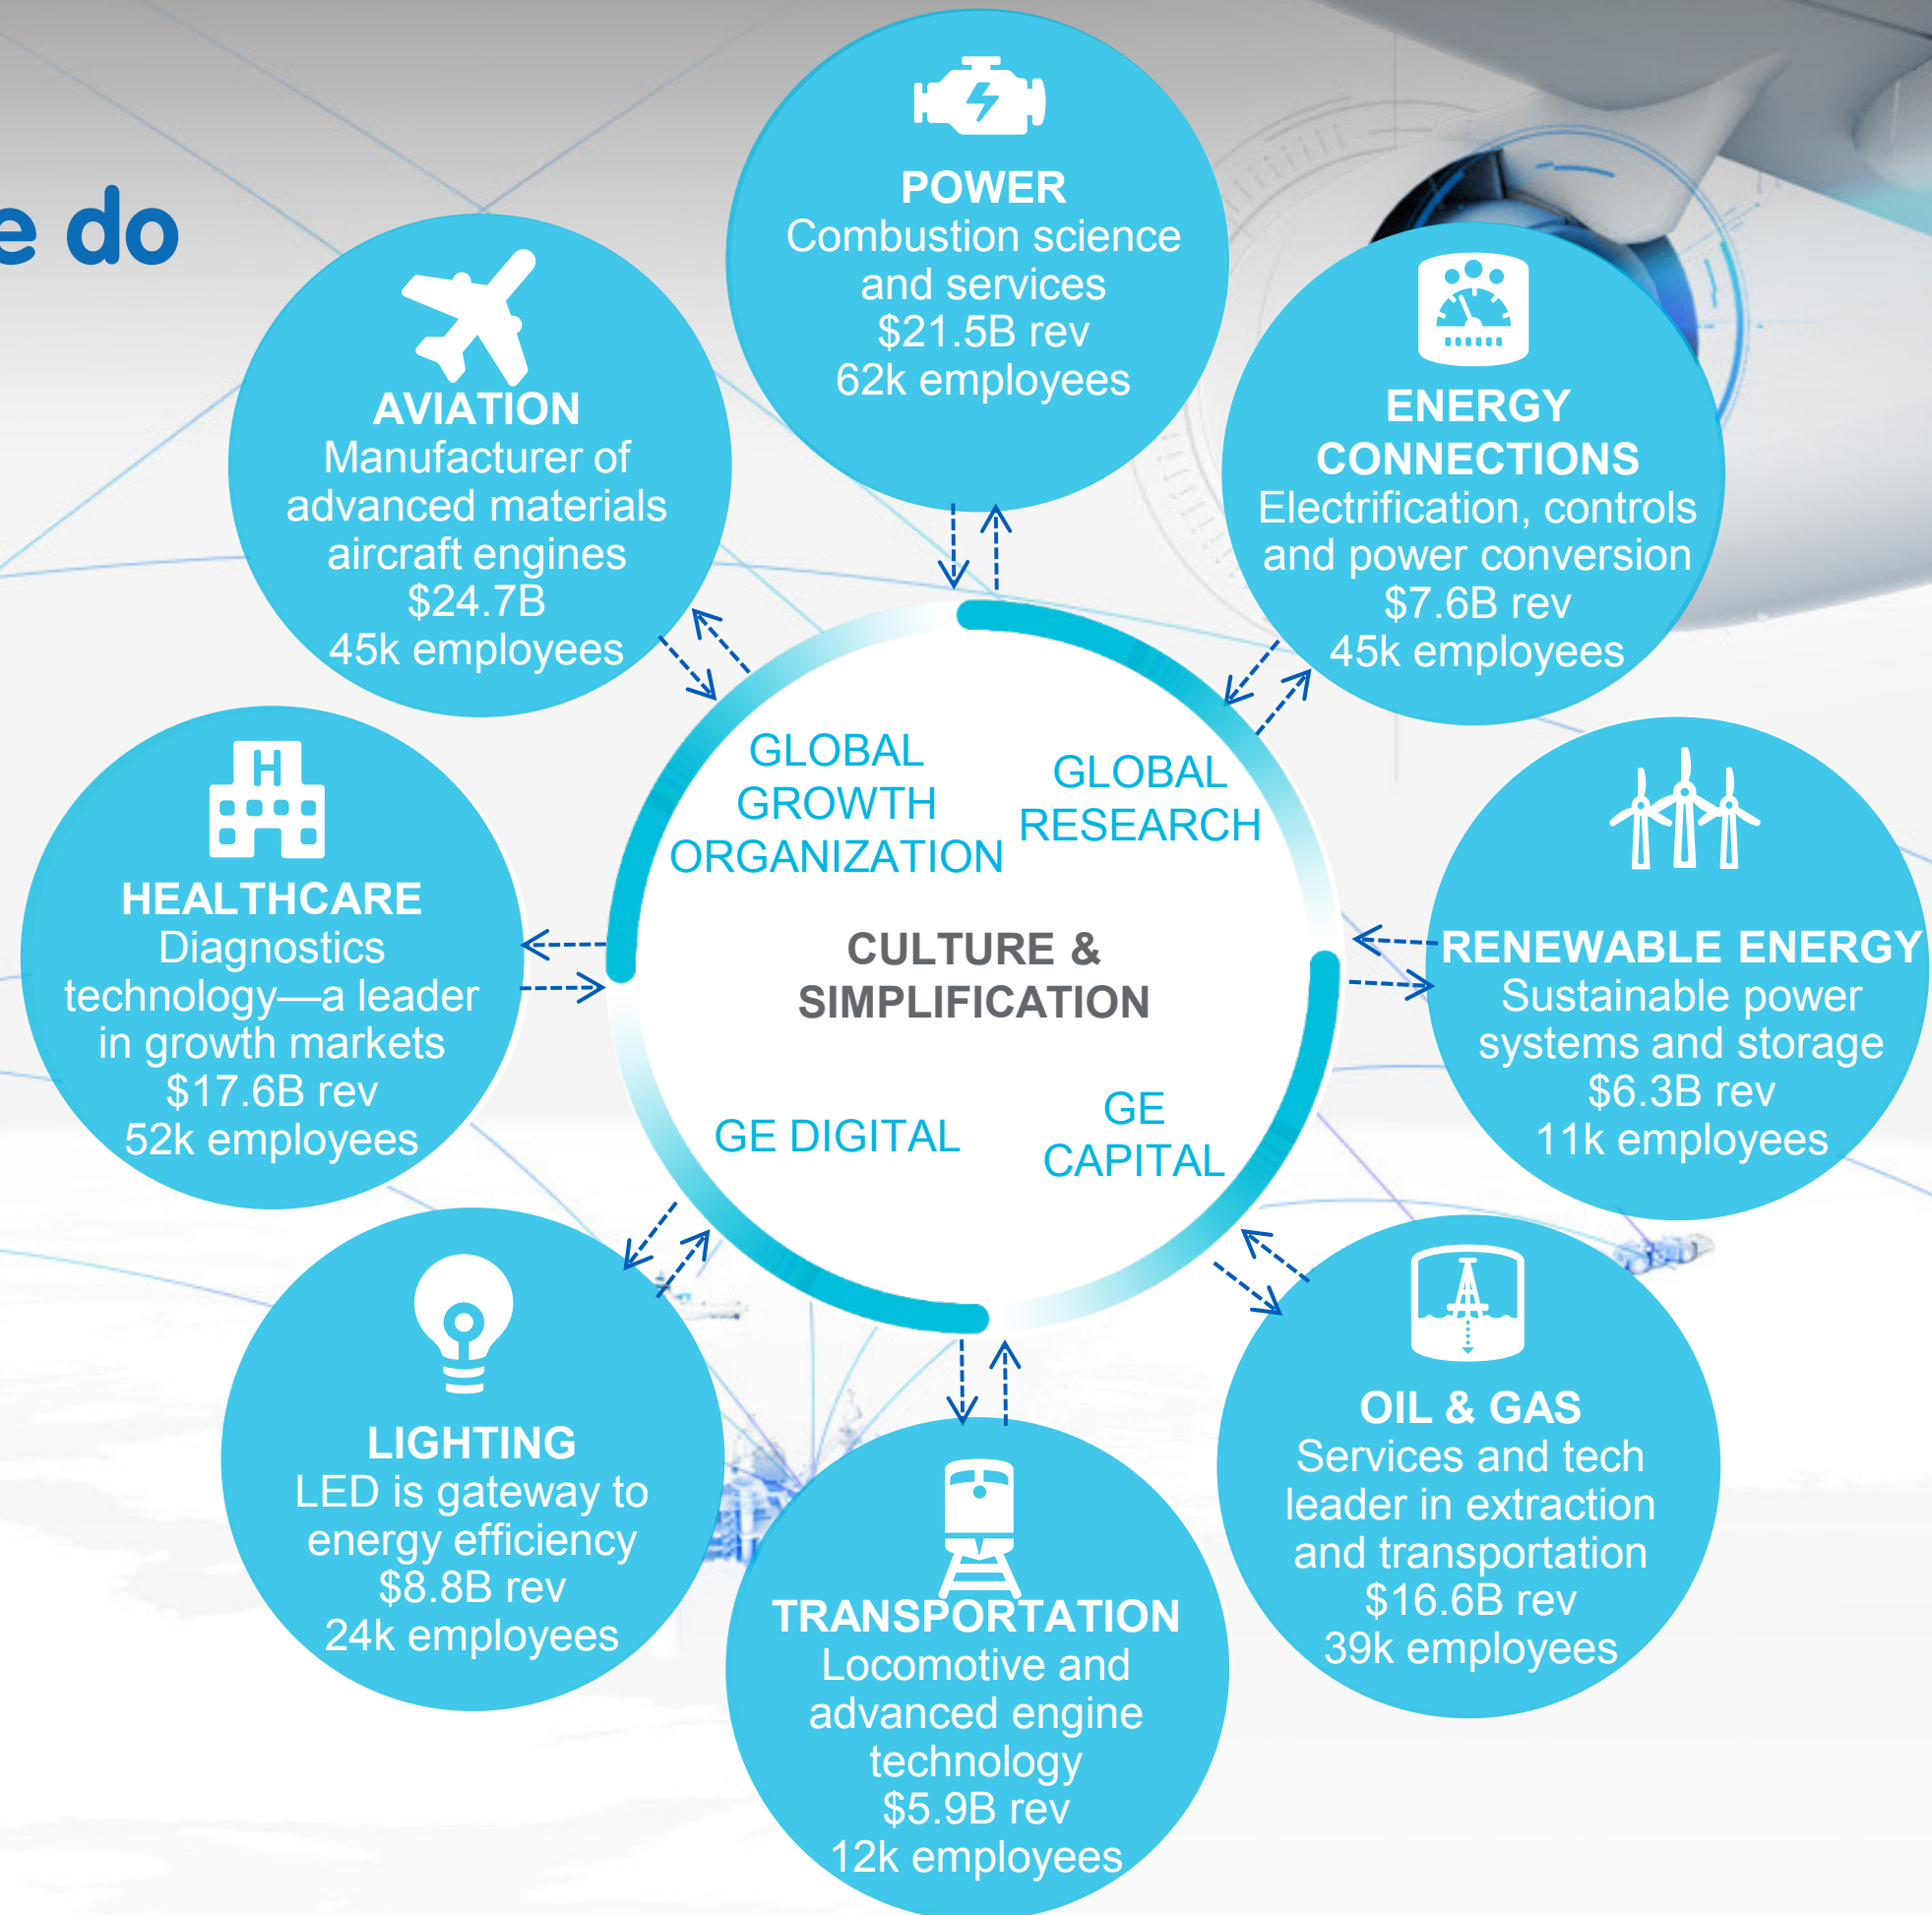 e do
POWER
Combustion science
and services
$21.5B rev
62k employees
AVIATION
Manufacturer of
advanced materials
aircraft engines
$24.7B
45k employees
ENERGY
CONNECTIONS
Electrification, controls
and power conversion
$7.6B rev
45k employees
GLOBAL
GROWTH
ORGANIZATION
GLOBAL
RESEARCH
H
HEALTHCARE
Diagnostics
technology—a leader
in growth markets
$17.6B rev
52k employees
CULTURE &
SIMPLIFICATION
RENEWABLE ENERGY
Sustainable power
systems and storage
$6.3B rev
11k employees
GE DIGITAL
GE
CAPITAL
LIGHTING
LED is gateway to
energy efficiency
$8.8B rev
24k employees
OIL & GAS
Services and tech
leader in extraction
and transportation
$16.6B rev
39k employees
TRANSPORTATION
Locomotive and
advanced engine
technology
$5.9B rev
12k employees